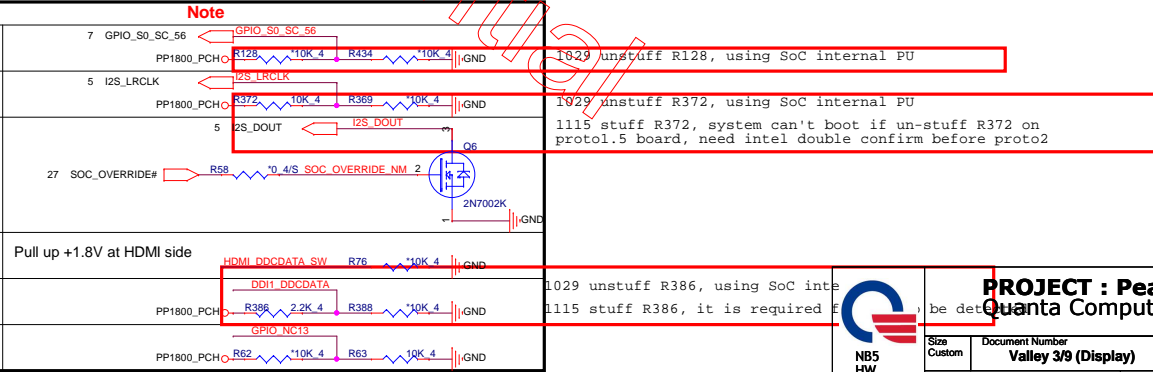 Note
7 GPIO_S0_SC_56 GPIO_S0_SC_56
PP1800_PCH R128 *10K_4 R434 *10K_4 GND 1029 unstuff R128, using SoC internal PU
5 I2S_LRCLK I2S_LRCLK
PP1800_PCH R372 10K_4 R369 *10K_4 GND 1029 unstuff R372, using SoC internal PU
5 I2S_DOUT I2S_DOUT 3 1115 stuff R372, system can't boot if un-stuff R372 on
proto1.5 board, need intel double confirm before proto2
Q6
27 SOC_OVERRIDE# R58 *0_4/S SOC_OVERRIDE_NM 2
2N7002K
1 GND
Pull up +1.8V at HDMI side
HDMI_DDCDATA_SW R76 *10K_4 GND
DDI1_DDCDATA 1029 unstuff R386, using SoC inte
PP1800_PCH R386 2.2K_4 R388 *10K_4 GND 1115 stuff R386, it is required be detected
GPIO_NC13
PP1800_PCH R62 *10K_4 R63 10K_4 GND
PROJECT : Pea
Quanta Comput
NB5
HW
Size
Custom
Document Number
Valley 3/9 (Display)